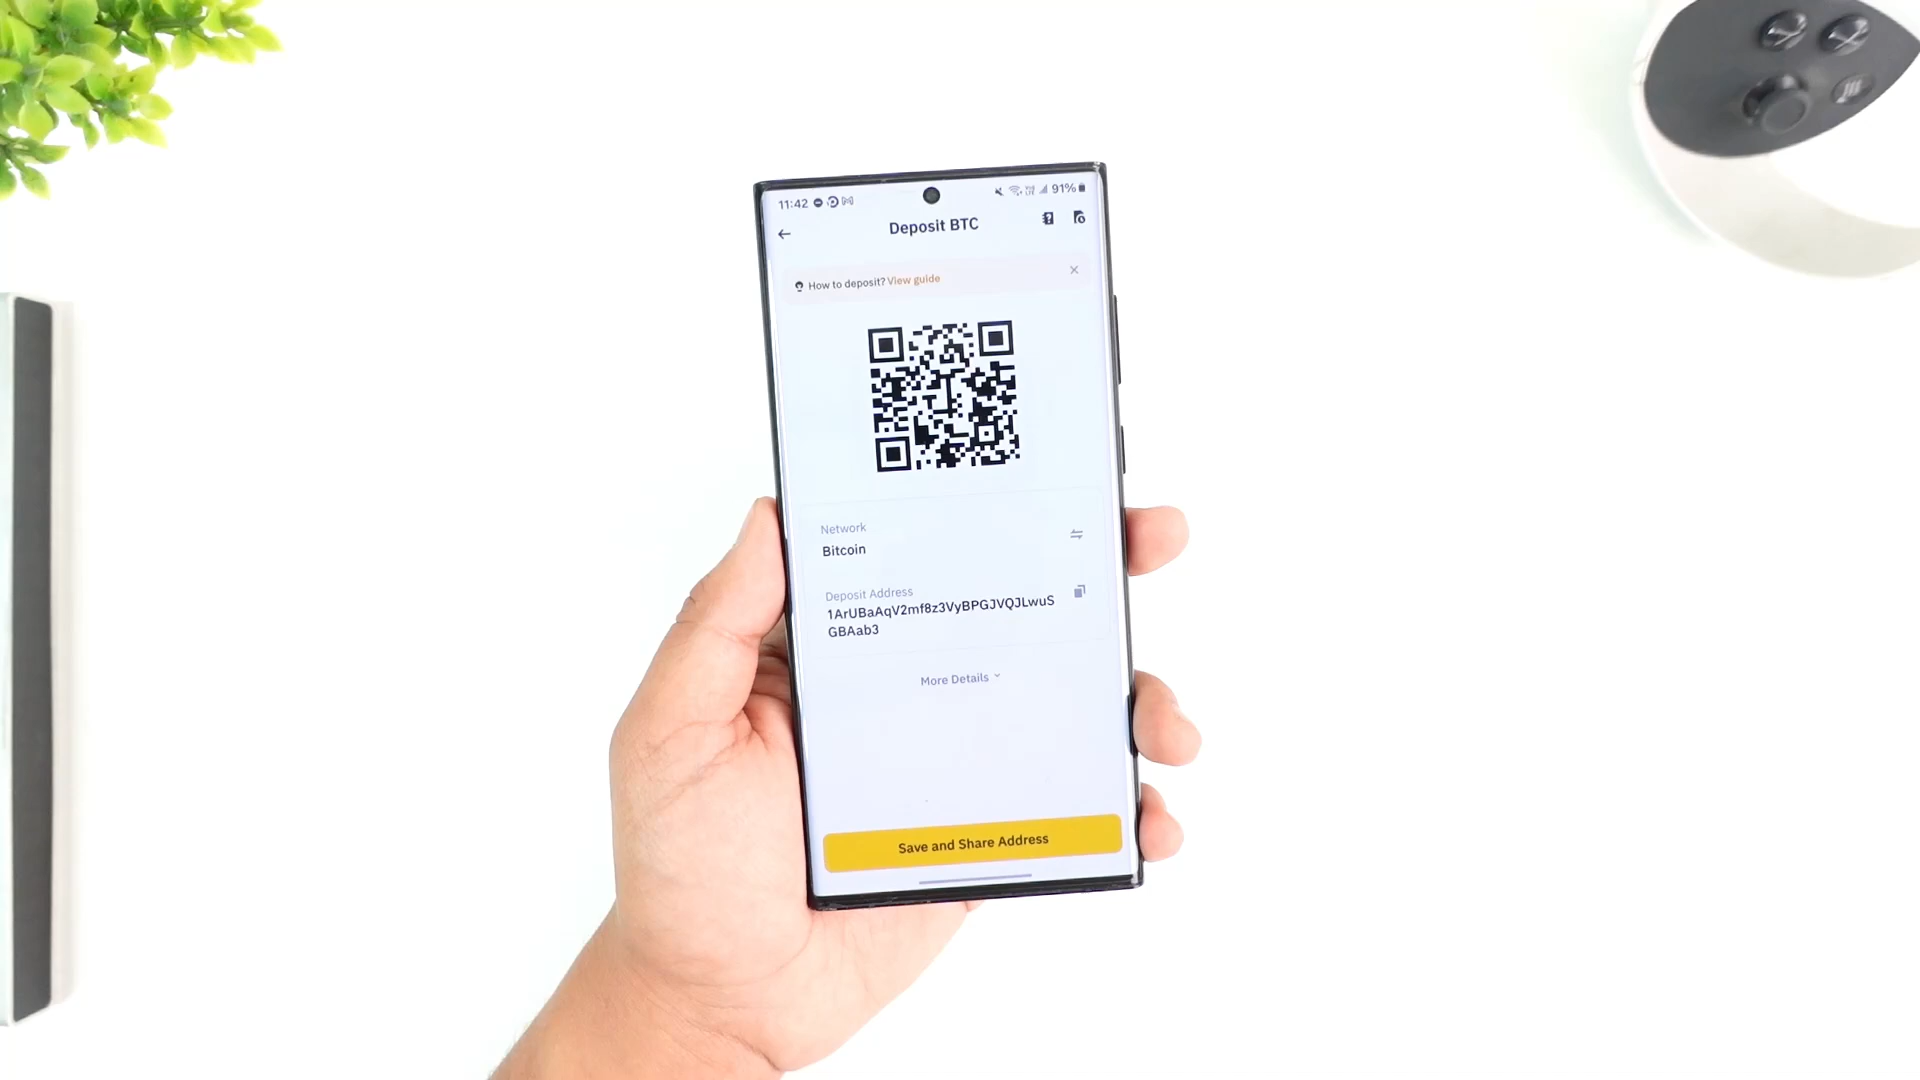 11:42
91%
Deposit BTC
How to deposit? View guide
Network
Bitcoin
Deposit Address
1ArUBaAqV2mf8z3VyBPGJVQJLwuS
GBAab3
More Details
Save and Share Address